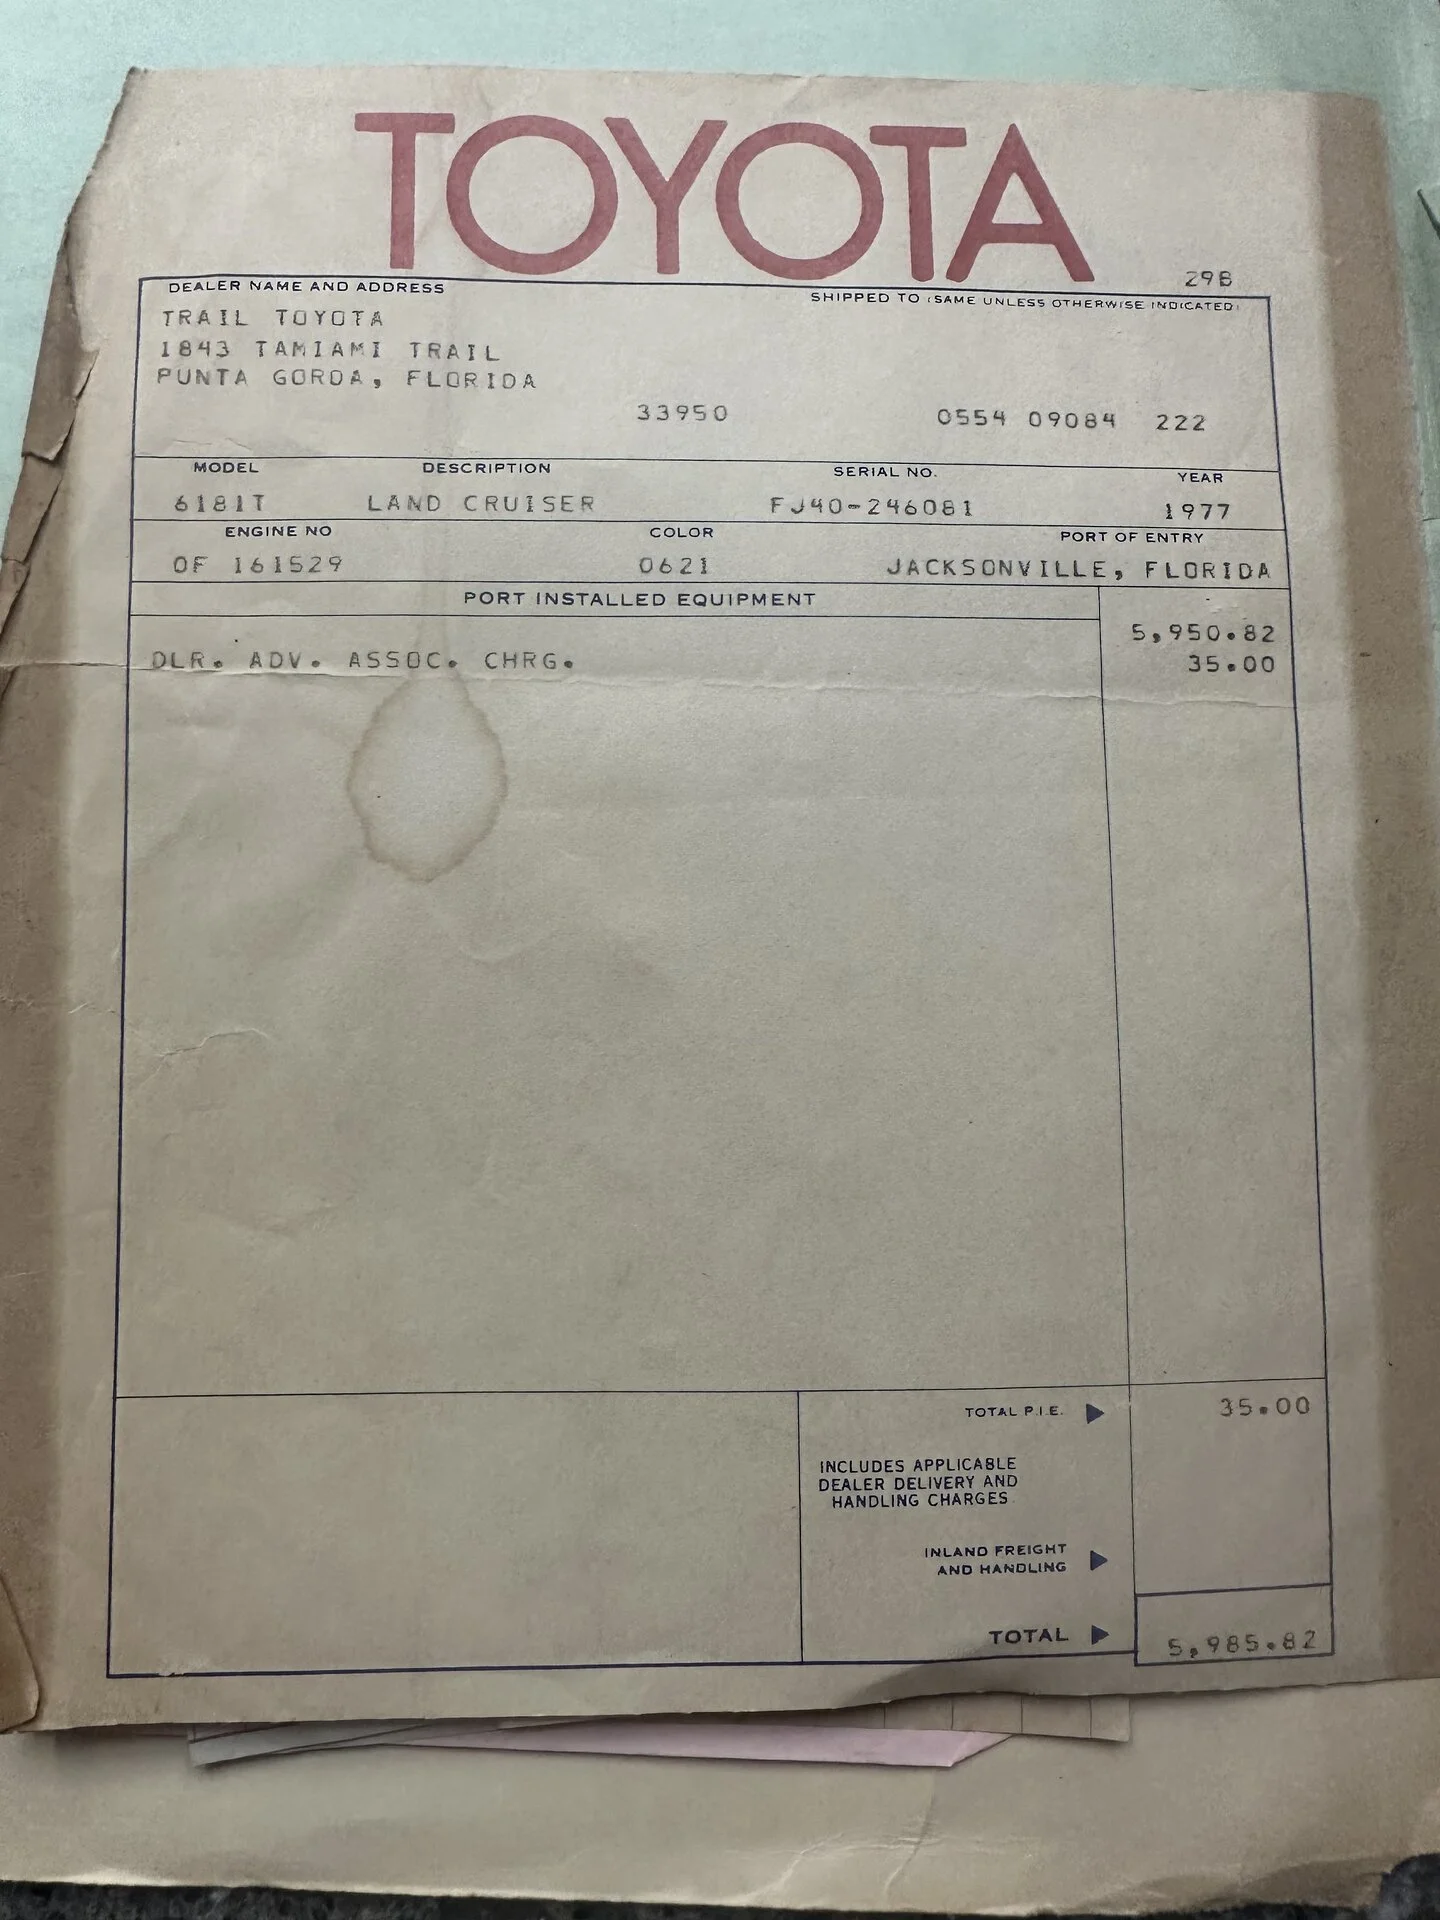 TOYOTA
29B
DEALER NAME AND ADDRESS
SHIPPED TO (SAME UNLESS OTHERWISE INDICATED)
TRAIL TOYOTA
1843 TAMIAMI TRAIL
PUNTA GORDA, FLORIDA
33950 0554 09084 222
MODEL DESCRIPTION SERIAL NO. YEAR
6181T LAND CRUISER FJ40-246081 1977
ENGINE NO COLOR PORT OF ENTRY
OF 161529 0621 JACKSONVILLE, FLORIDA
PORT INSTALLED EQUIPMENT
5,950.82
DLR. ADV. ASSOC. CHRG. 35.00
TOTAL P.I.E. ▶ 35.00
INCLUDES APPLICABLE
DEALER DELIVERY AND
HANDLING CHARGES
INLAND FREIGHT
AND HANDLING ▶
TOTAL ▶ 5,985.82